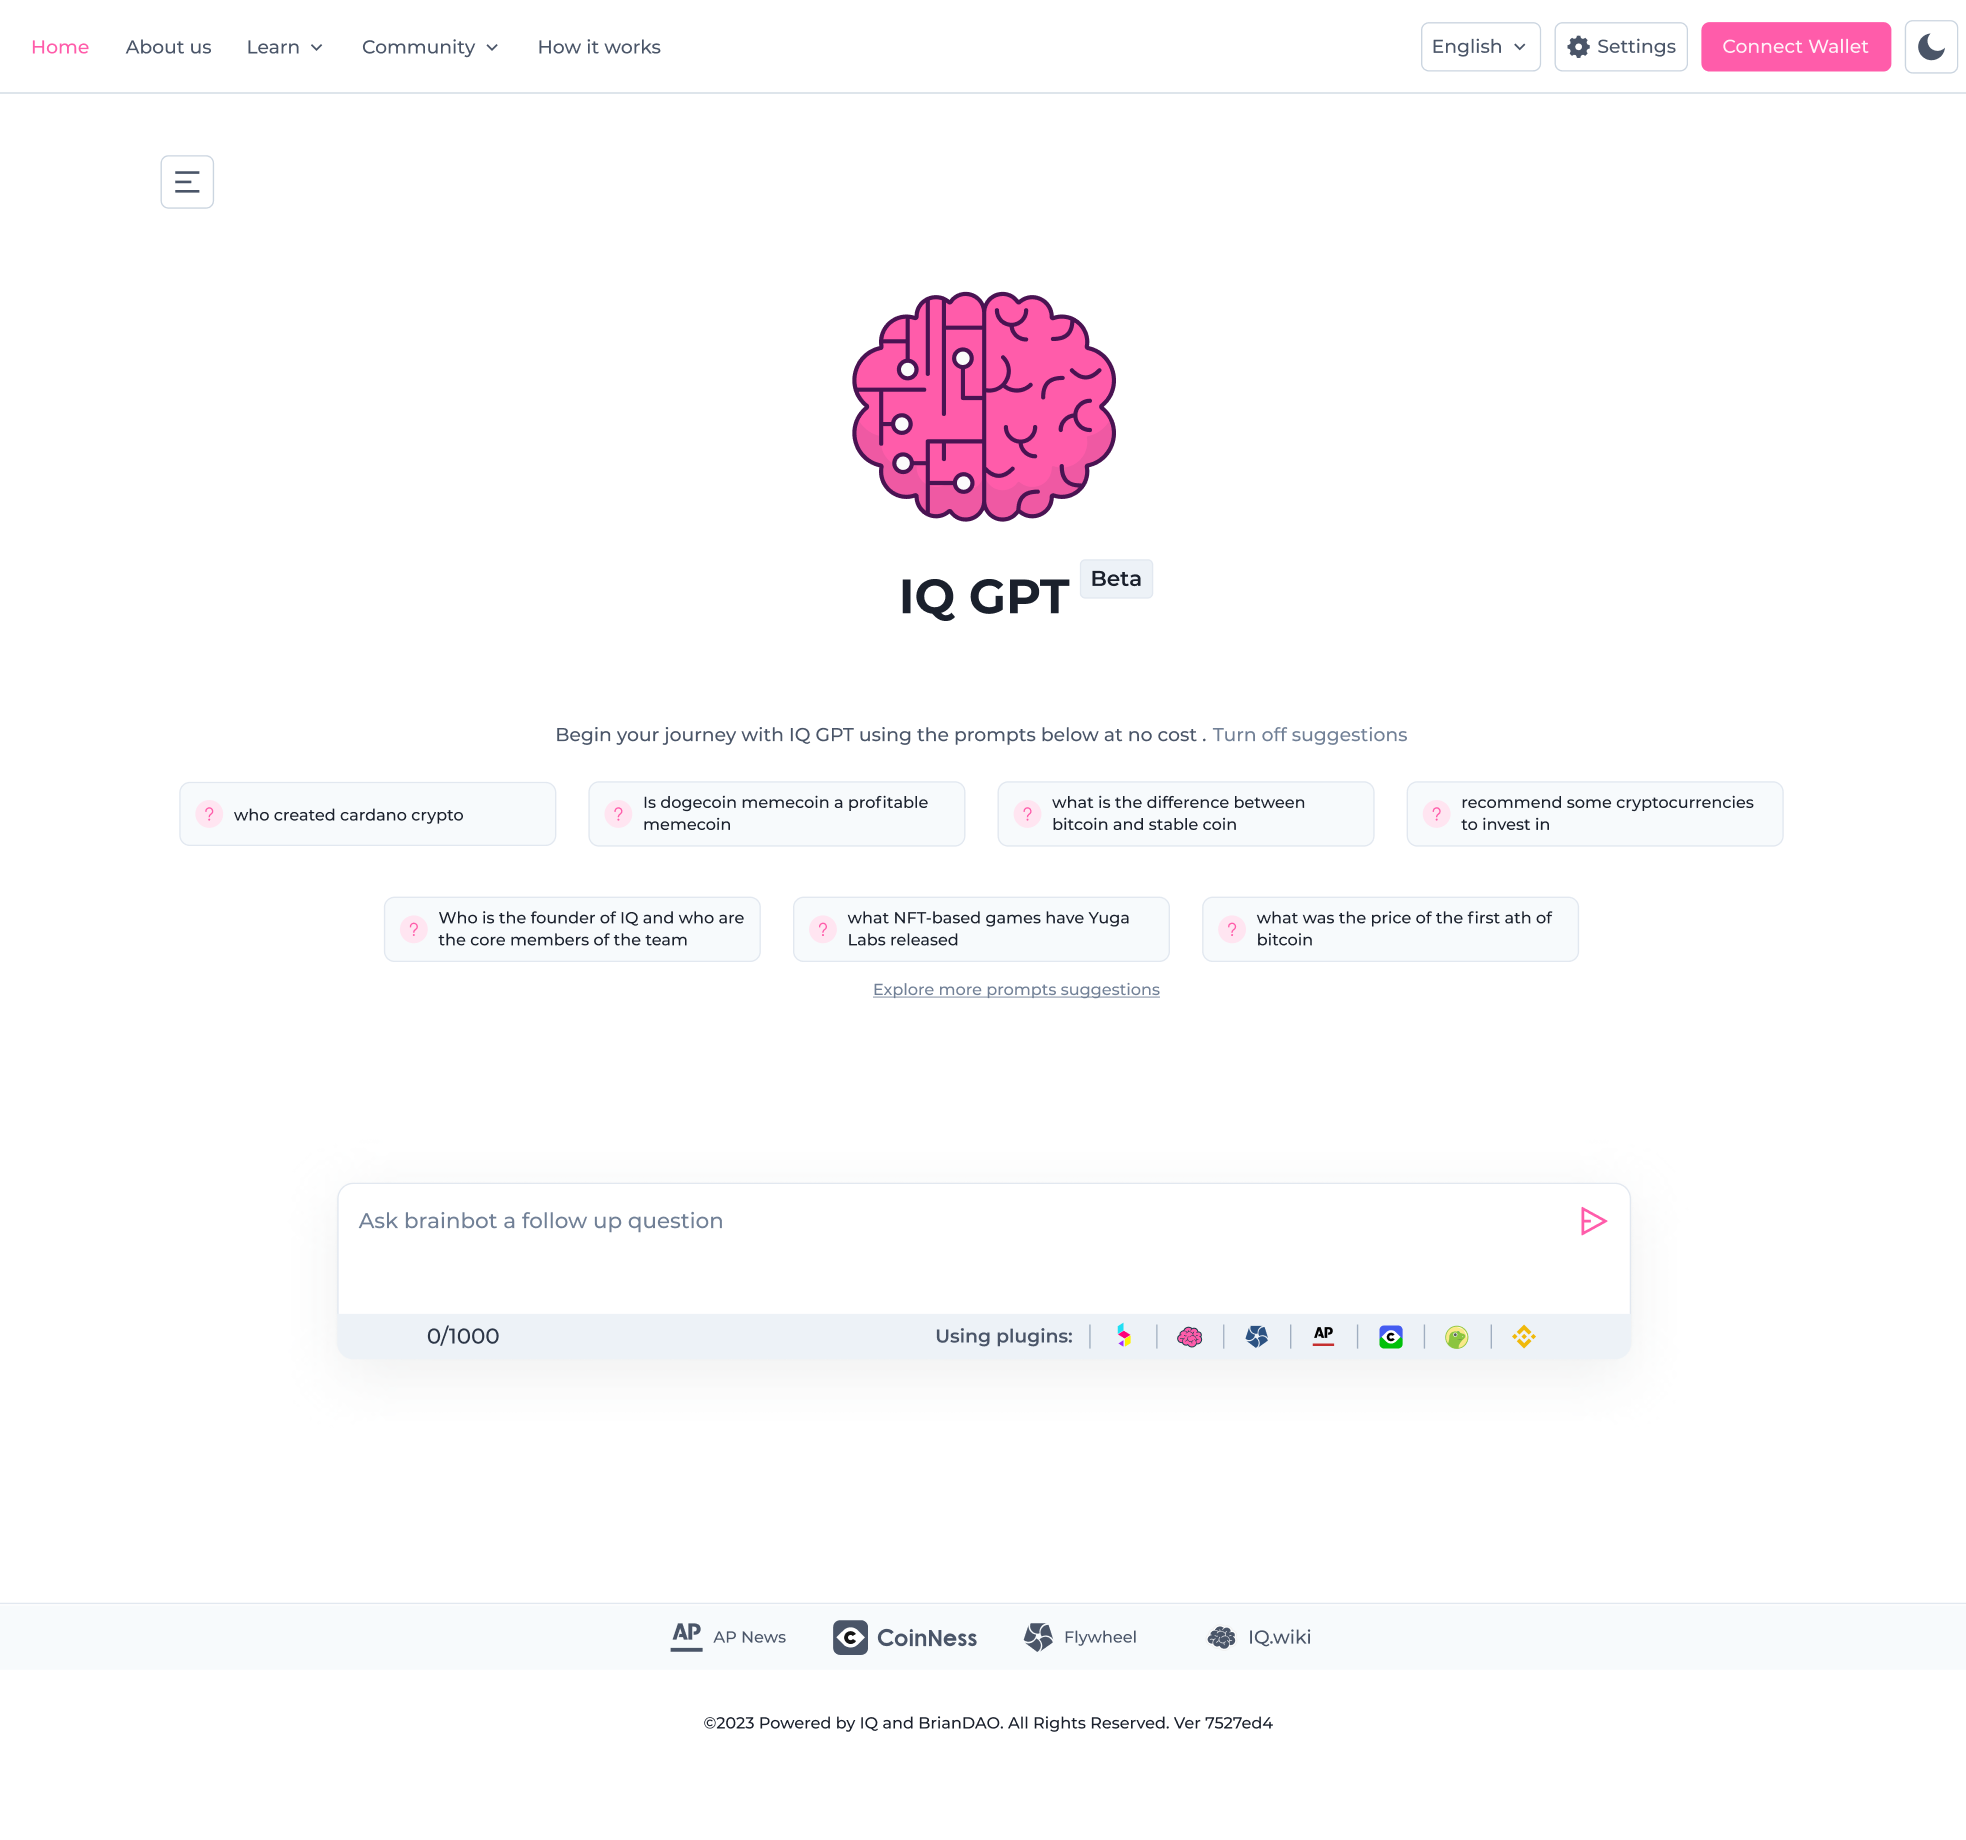 Home About us Learn Community How it works English Settings Connect Wallet
IQ GPT Beta
Begin your journey with IQ GPT using the prompts below at no cost . Turn off suggestions
? who created cardano crypto
? Is dogecoin memecoin a profitable
memecoin
? what is the difference between
bitcoin and stable coin
? recommend some cryptocurrencies
to invest in
? Who is the founder of IQ and who are
the core members of the team
? what NFT-based games have Yuga
Labs released
? what was the price of the first ath of
bitcoin
Explore more prompts suggestions
Ask brainbot a follow up question
0/1000 Using plugins: AP C
AP AP News C CoinNess Flywheel IQ.wiki
©2023 Powered by IQ and BrianDAO. All Rights Reserved. Ver 7527ed4